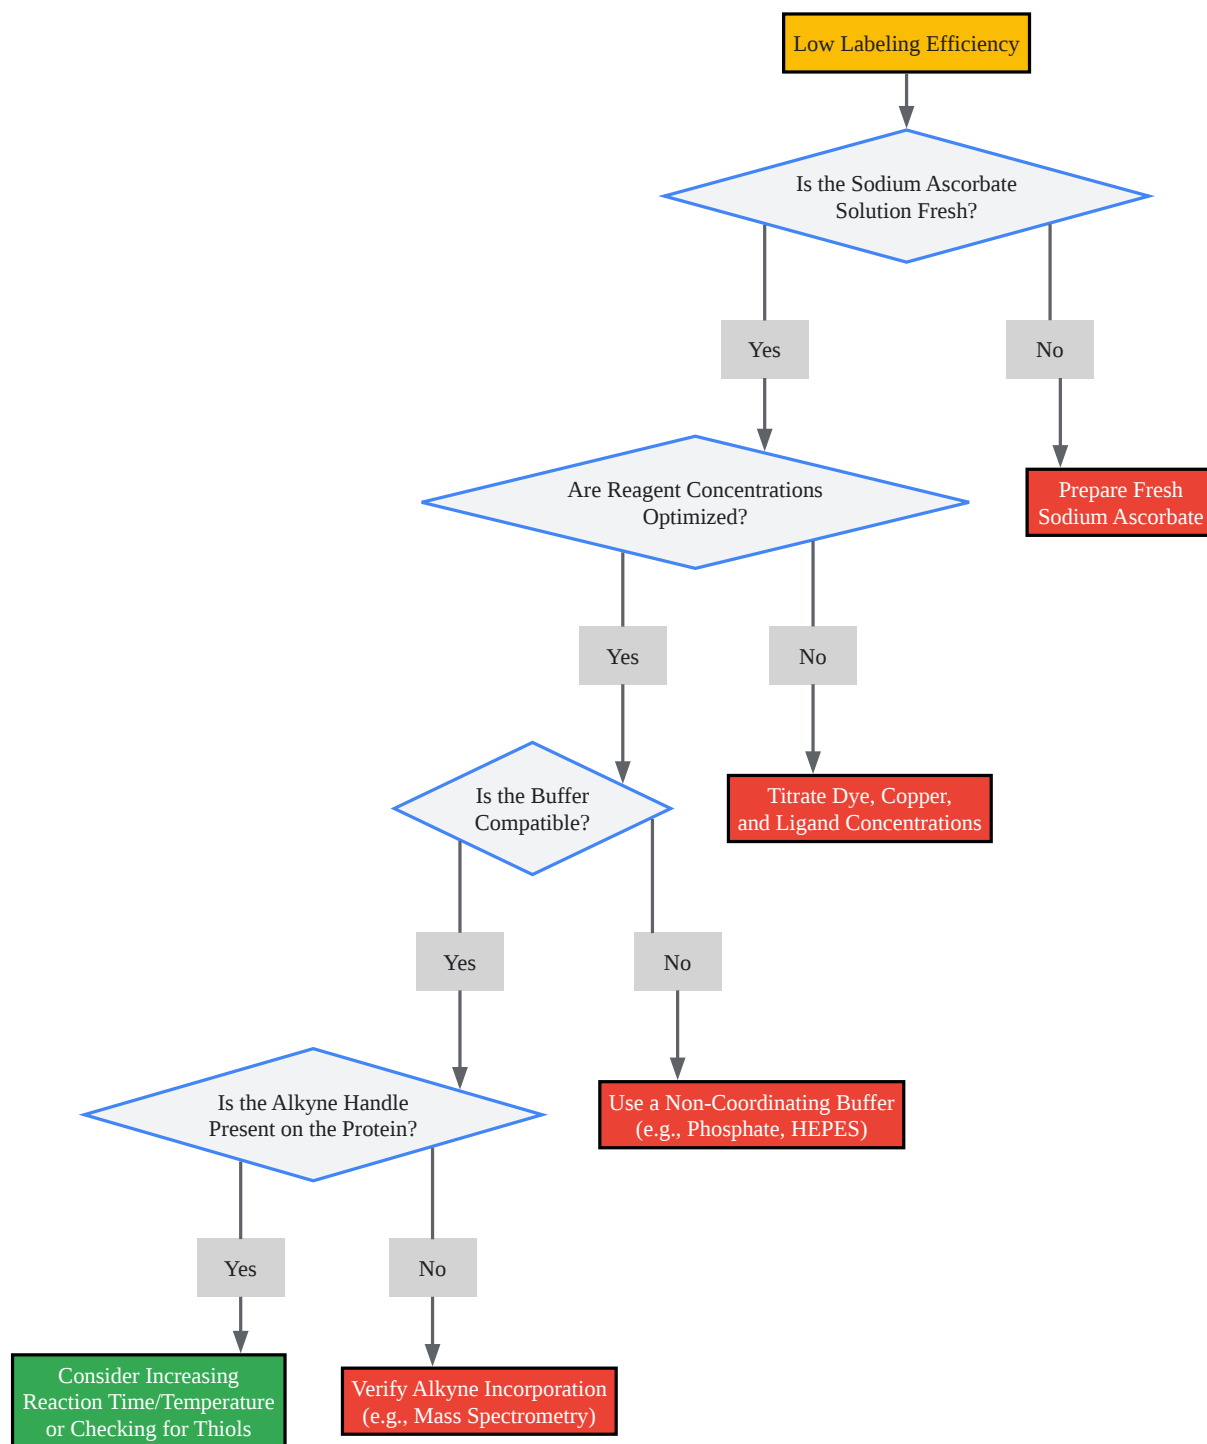 Low Labeling Efficiency
Is the Sodium Ascorbate
Solution Fresh?
Yes
No
Are Reagent Concentrations
Optimized?
Prepare Fresh
Sodium Ascorbate
Yes
No
Is the Buffer
Compatible?
Titrate Dye, Copper,
and Ligand Concentrations
Yes
No
Is the Alkyne Handle
Present on the Protein?
Use a Non-Coordinating Buffer
(e.g., Phosphate, HEPES)
Yes
No
Consider Increasing
Reaction Time/Temperature
or Checking for Thiols
Verify Alkyne Incorporation
(e.g., Mass Spectrometry)